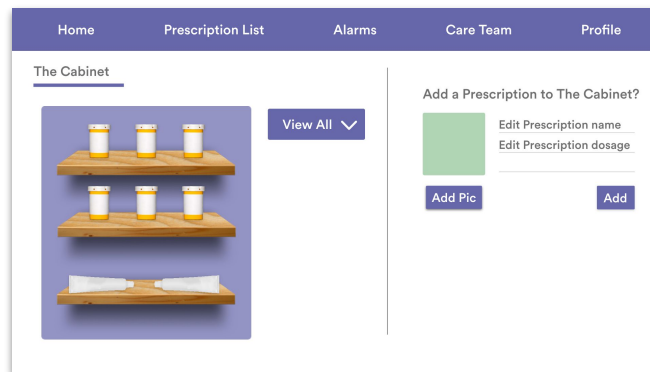 Home Prescription List Alarms Care Team Profile
The Cabinet
View All
Add a Prescription to The Cabinet?
Edit Prescription name
Edit Prescription dosage
Add Pic Add